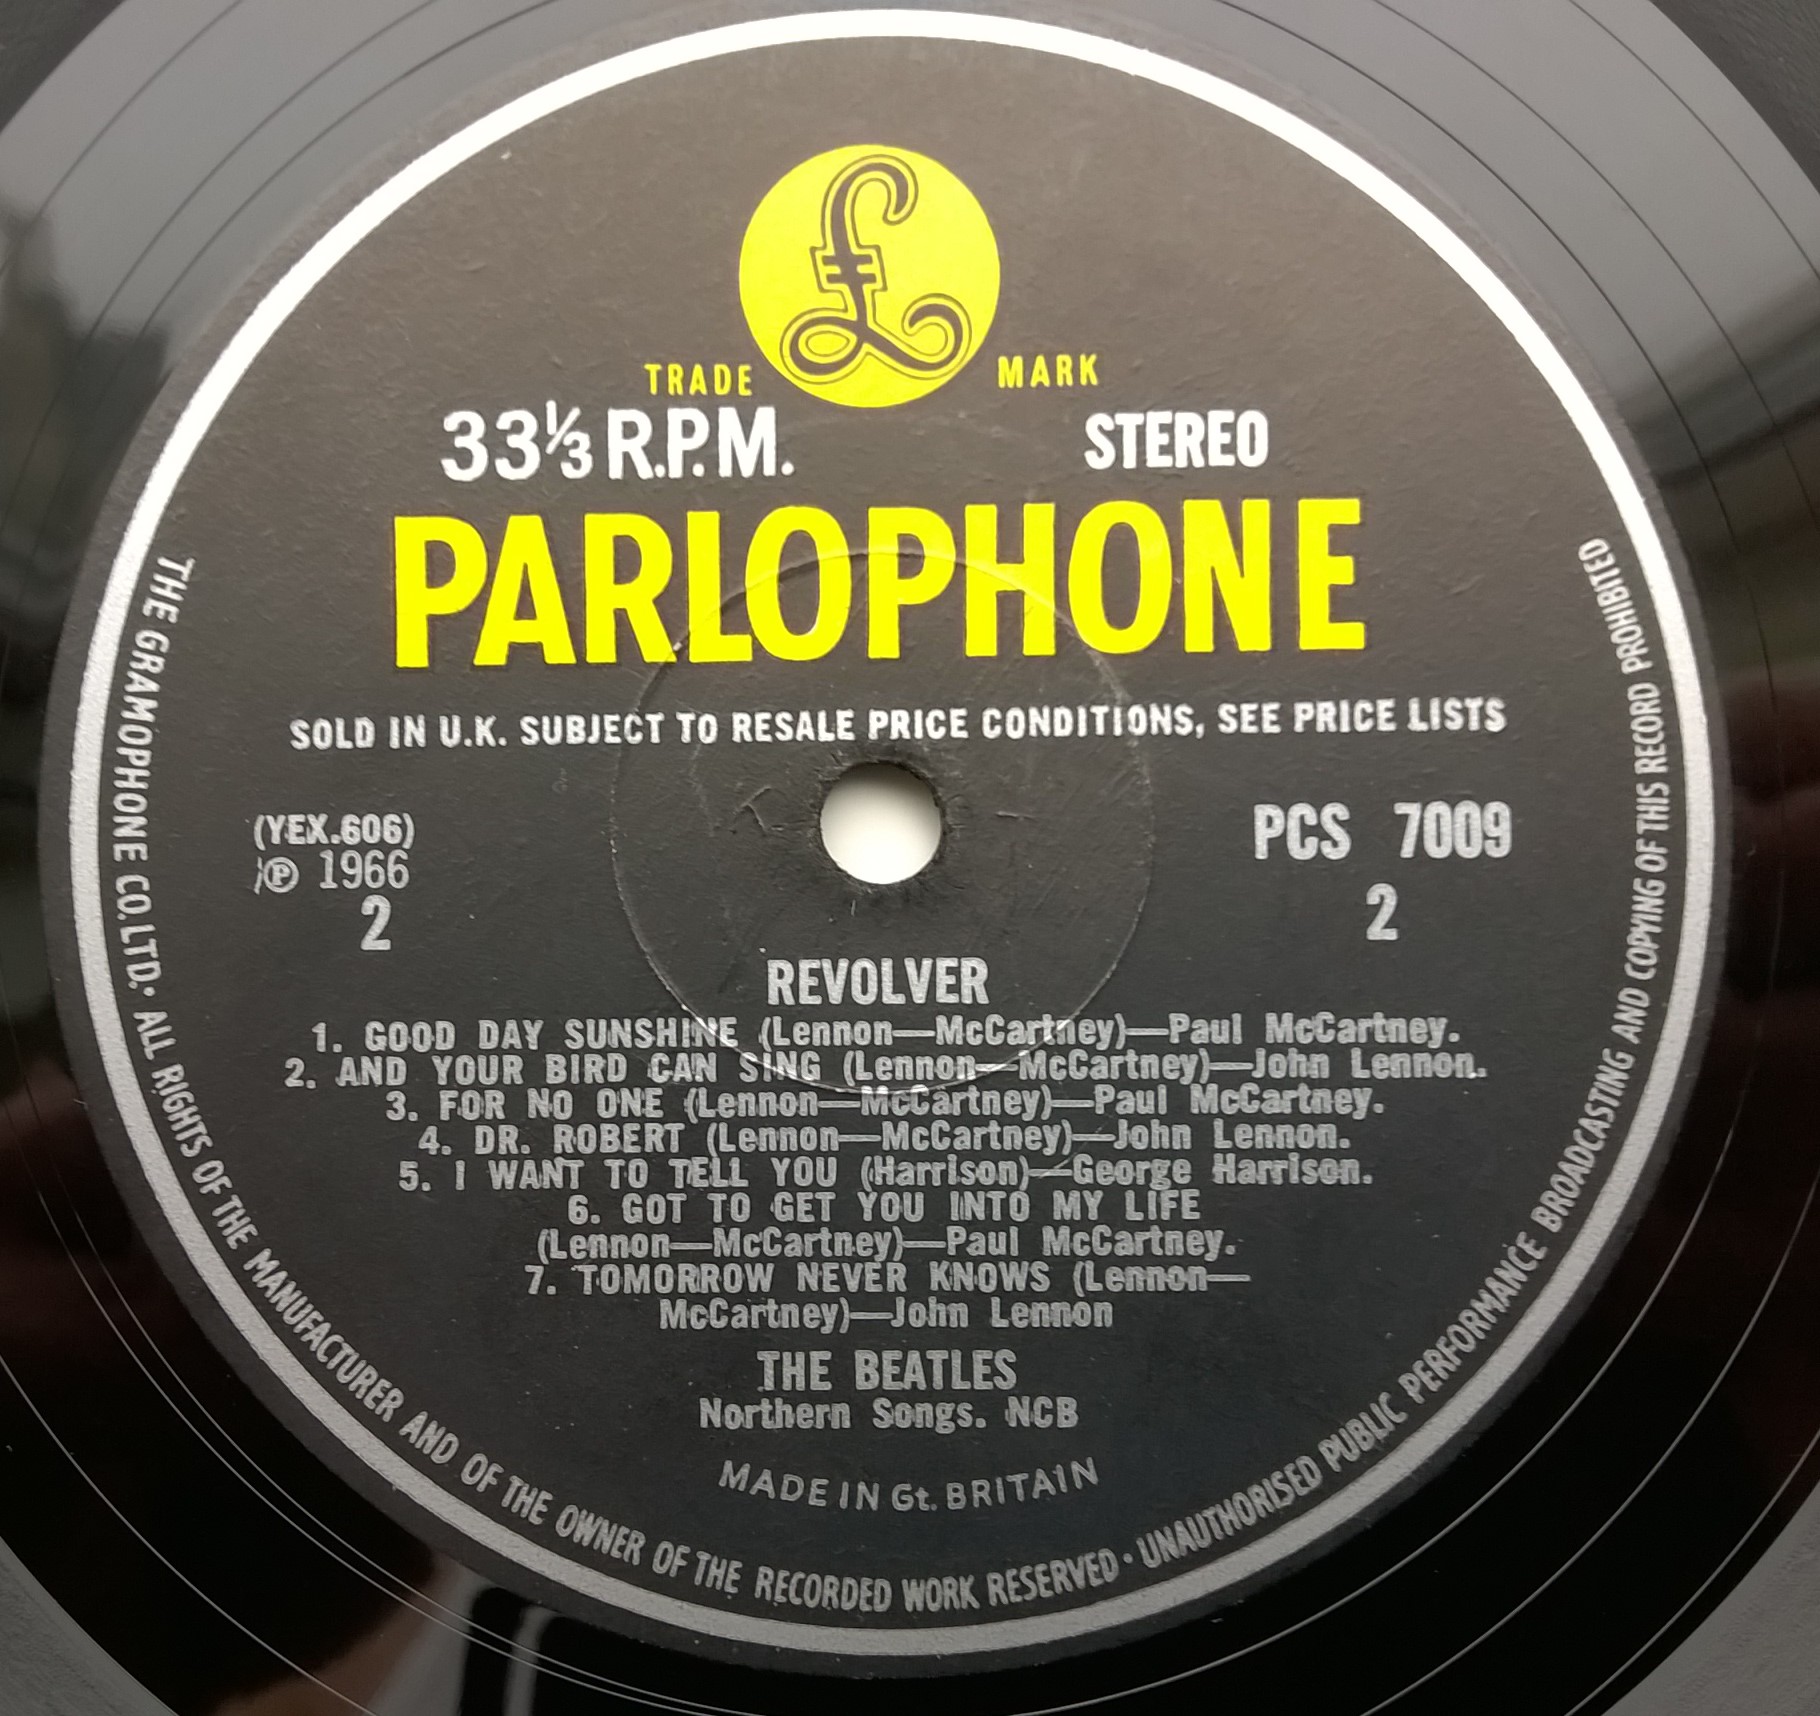 TRADE MARK
33⅓ R.P.M. STEREO
PARLOPHONE
SOLD IN U.K. SUBJECT TO RESALE PRICE CONDITIONS, SEE PRICE LISTS
(YEX.606) PCS 7009
℗ 1966
2 2
REVOLVER
1. GOOD DAY SUNSHINE (Lennon—McCartney)—Paul McCartney.
2. AND YOUR BIRD CAN SING (Lennon—McCartney)—John Lennon.
3. FOR NO ONE (Lennon—McCartney)—Paul McCartney.
4. DR. ROBERT (Lennon—McCartney)—John Lennon.
5. I WANT TO TELL YOU (Harrison)—George Harrison.
6. GOT TO GET YOU INTO MY LIFE
(Lennon—McCartney)—Paul McCartney.
7. TOMORROW NEVER KNOWS (Lennon—
McCartney)—John Lennon
THE BEATLES
Northern Songs. NCB
MADE IN Gt. BRITAIN
THE GRAMOPHONE CO. LTD. • ALL RIGHTS OF THE MANUFACTURER AND OF THE OWNER OF THE RECORDED WORK RESERVED • UNAUTHORISED PUBLIC PERFORMANCE BROADCASTING AND COPYING OF THIS RECORD PROHIBITED